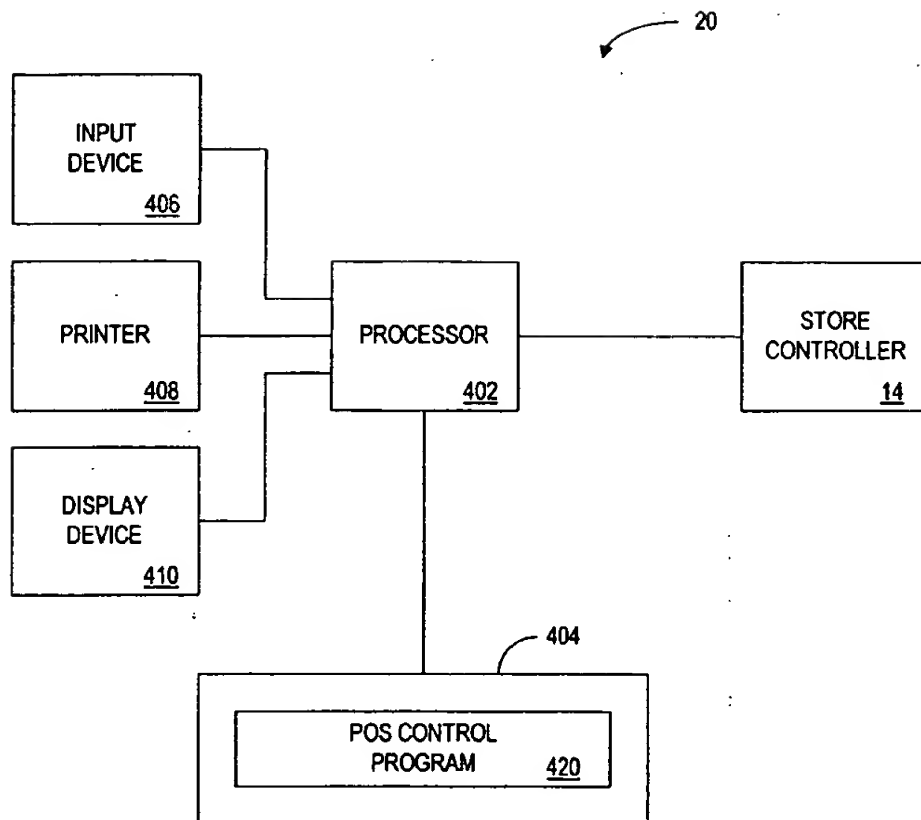 20
INPUT
DEVICE
406
PRINTER
408
PROCESSOR
402
STORE
CONTROLLER
14
DISPLAY
DEVICE
410
404
POS CONTROL
PROGRAM
420